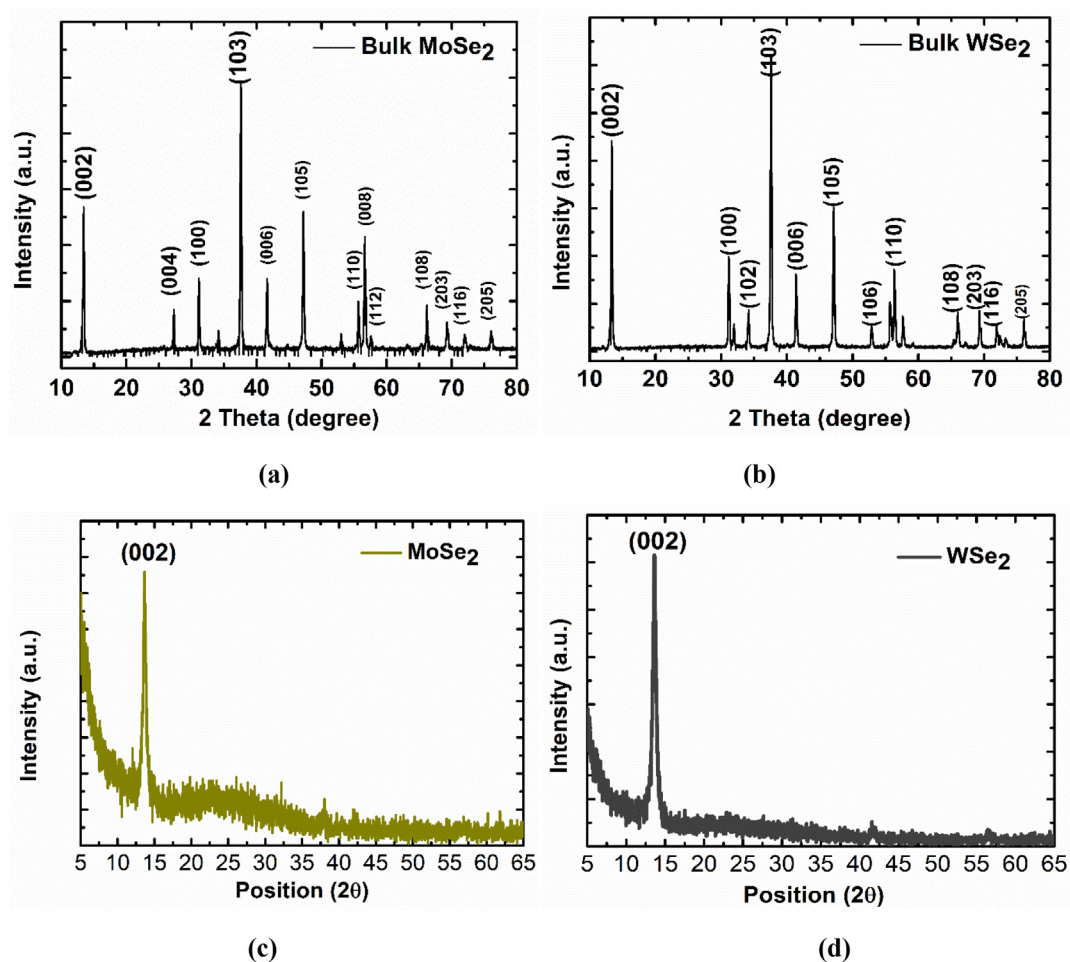 Bulk MoSe2
(002)
(004)
(100)
(103)
(006)
(105)
(110)
(008)
(112)
(108)
(203)
(116)
(205)
Intensity (a.u.)
10 20 30 40 50 60 70 80
2 Theta (degree)
(a)
Bulk WSe2
(002)
(100)
(102)
(103)
(006)
(105)
(106)
(110)
(108)
(203)
(116)
(205)
Intensity (a.u.)
10 20 30 40 50 60 70 80
2 Theta (degree)
(b)
(002)
MoSe2
Intensity (a.u.)
5 10 15 20 25 30 35 40 45 50 55 60 65
Position (2θ)
(c)
(002)
WSe2
Intensity (a.u.)
5 10 15 20 25 30 35 40 45 50 55 60 65
Position (2θ)
(d)